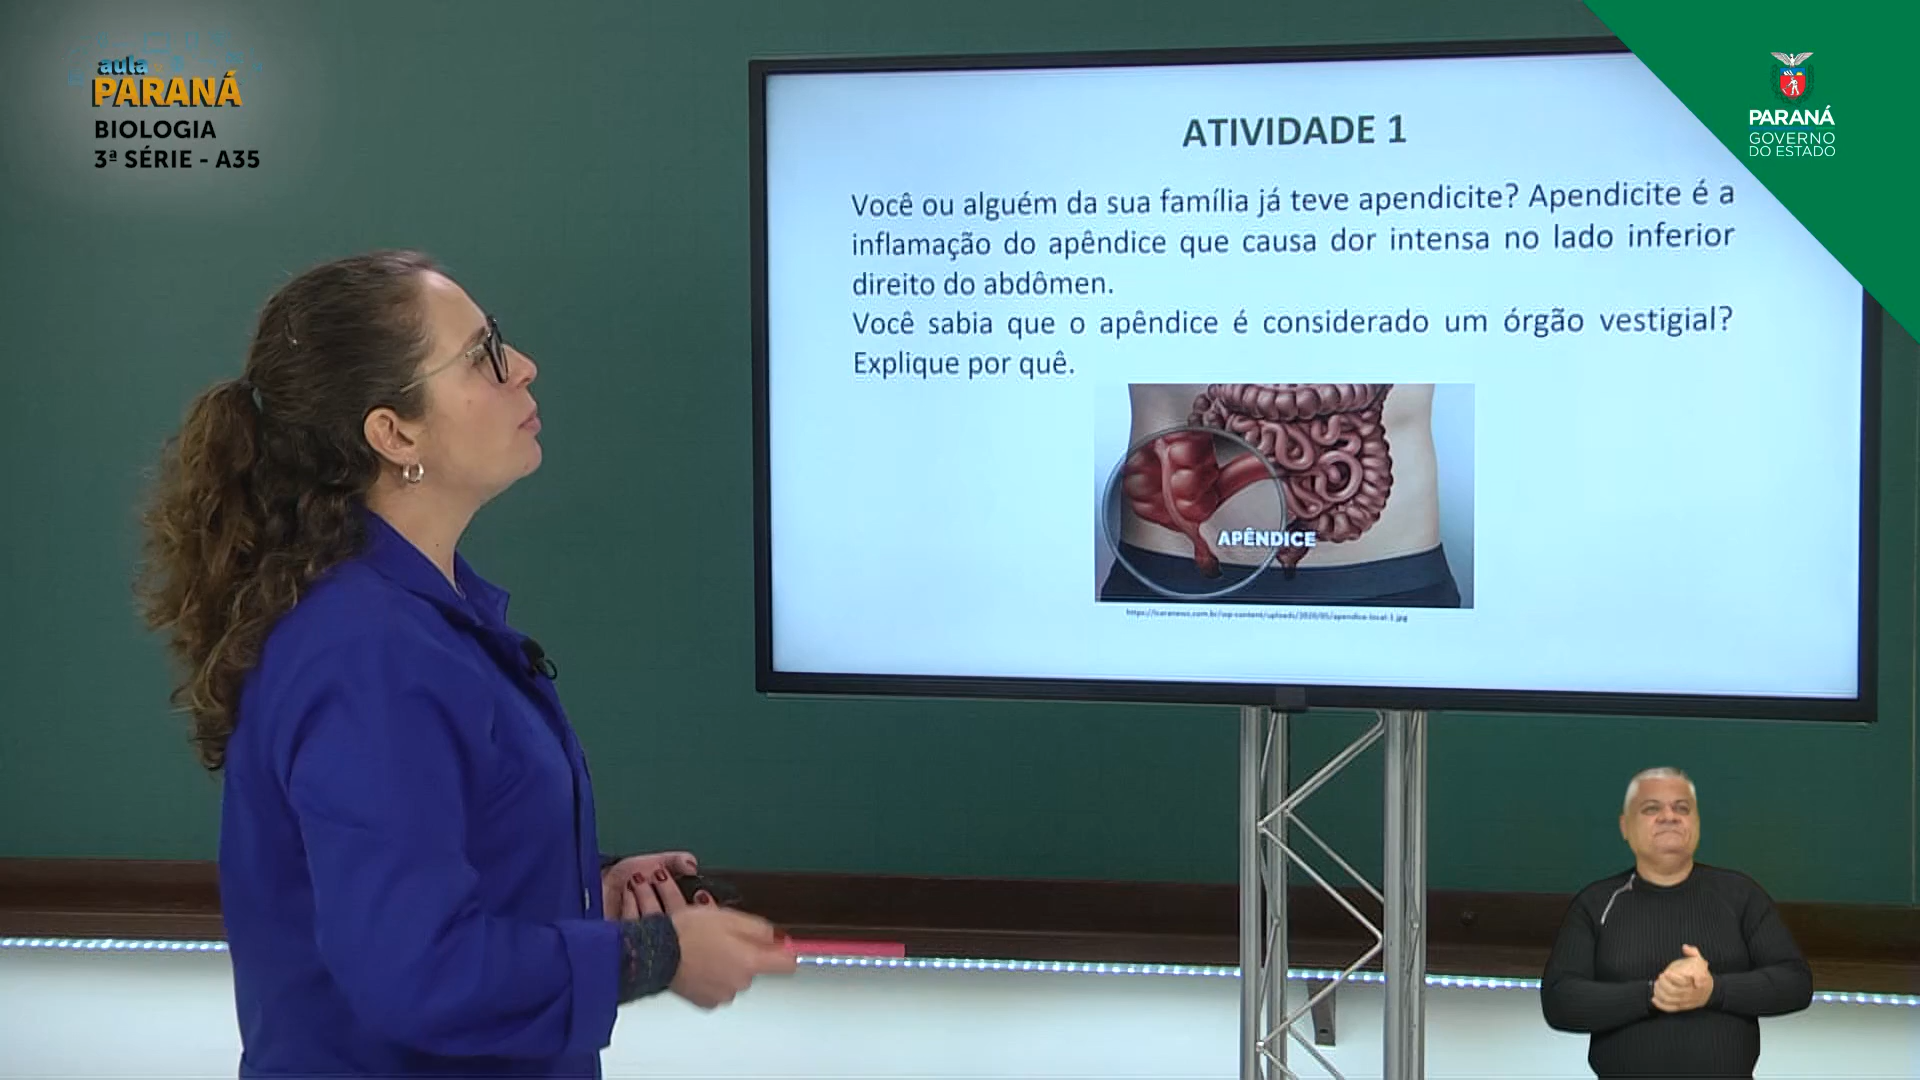 aula
PARANÁ
BIOLOGIA
3ª SÉRIE - A35
PARANÁ
GOVERNO
DO ESTADO
ATIVIDADE 1
Você ou alguém da sua família já teve apendicite? Apendicite é a
inflamação do apêndice que causa dor intensa no lado inferior
direito do abdômen.
Você sabia que o apêndice é considerado um órgão vestigial?
Explique por quê.
APÊNDICE